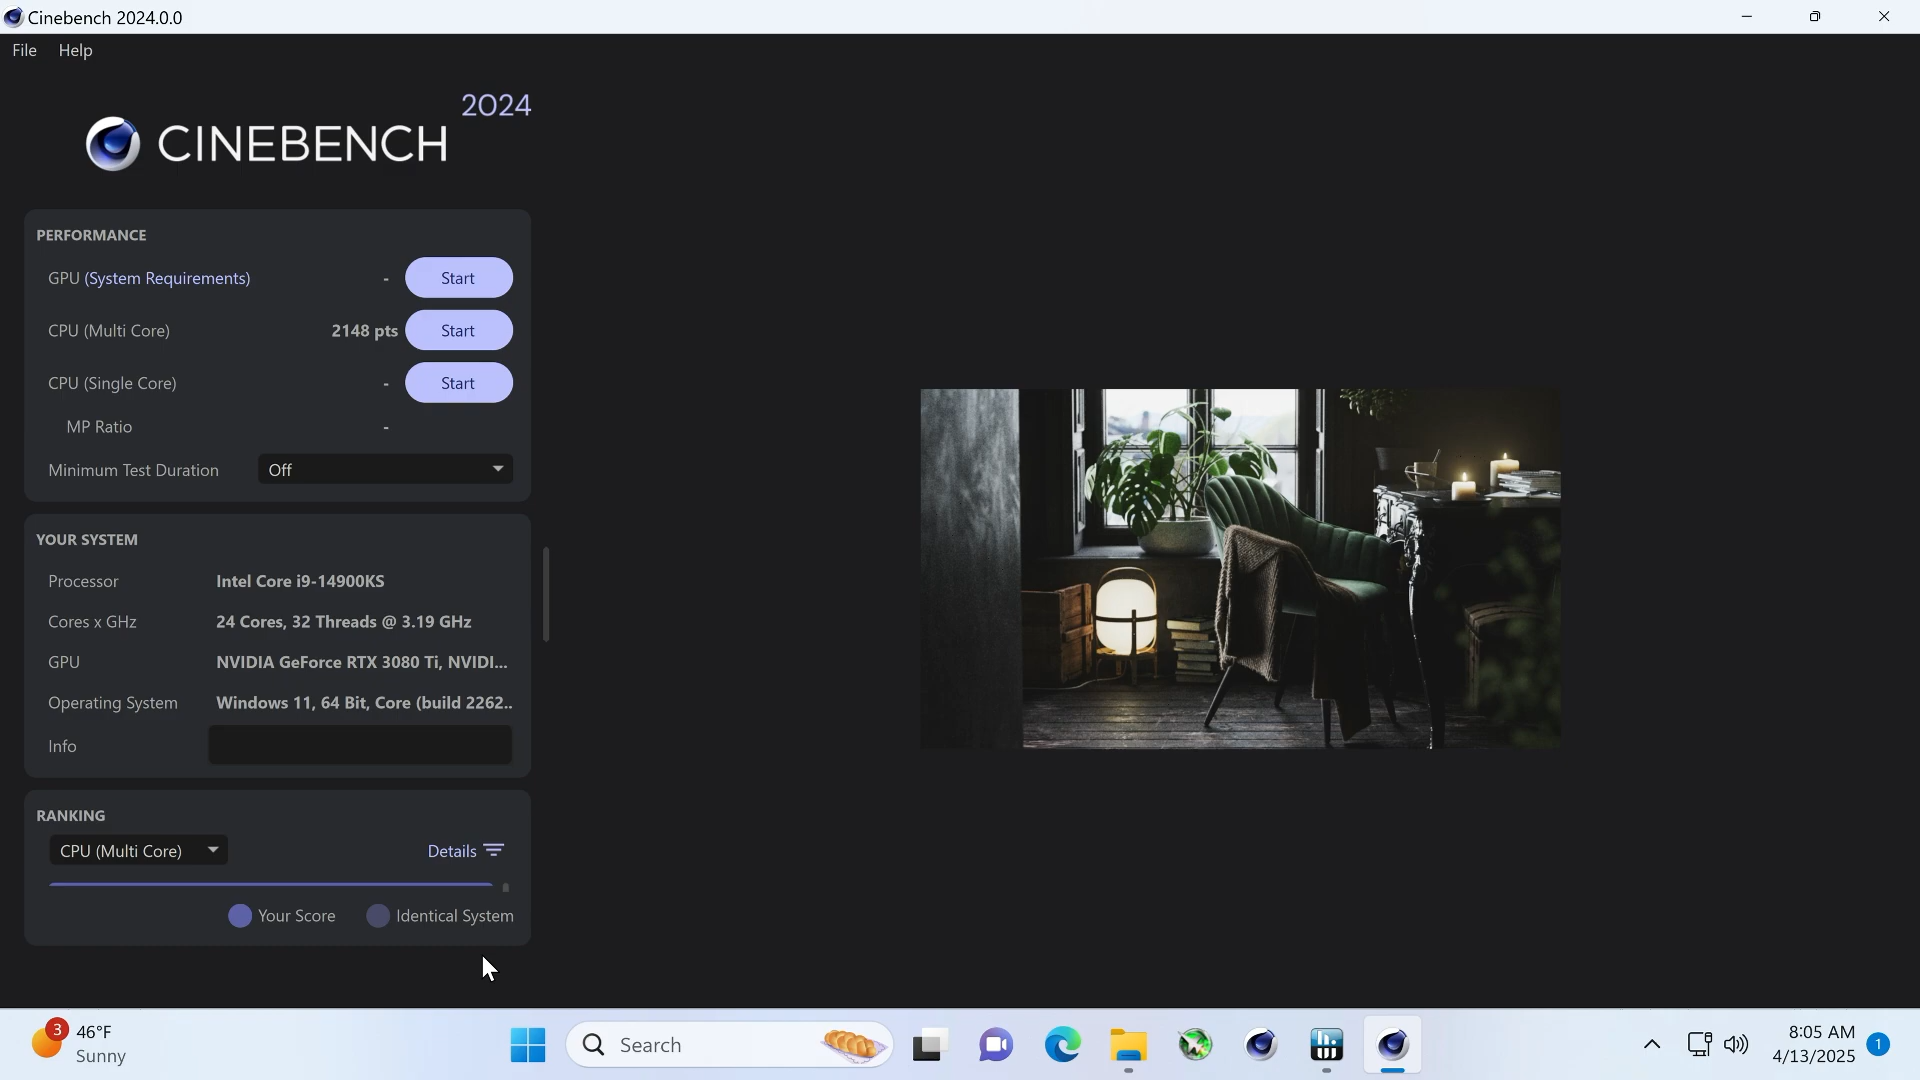 Cinebench 2024.0.0
File Help
2024
CINEBENCH
PERFORMANCE
GPU (System Requirements) - Start
CPU (Multi Core) 2148 pts Start
CPU (Single Core) - Start
MP Ratio -
Minimum Test Duration Off
YOUR SYSTEM
Processor Intel Core i9-14900KS
Cores x GHz 24 Cores, 32 Threads @ 3.19 GHz
GPU NVIDIA GeForce RTX 3080 Ti, NVIDI...
Operating System Windows 11, 64 Bit, Core (build 2262..
Info
RANKING
CPU (Multi Core) Details
Your Score Identical System
3 46°F
Sunny
Search
8:05 AM
4/13/2025 1